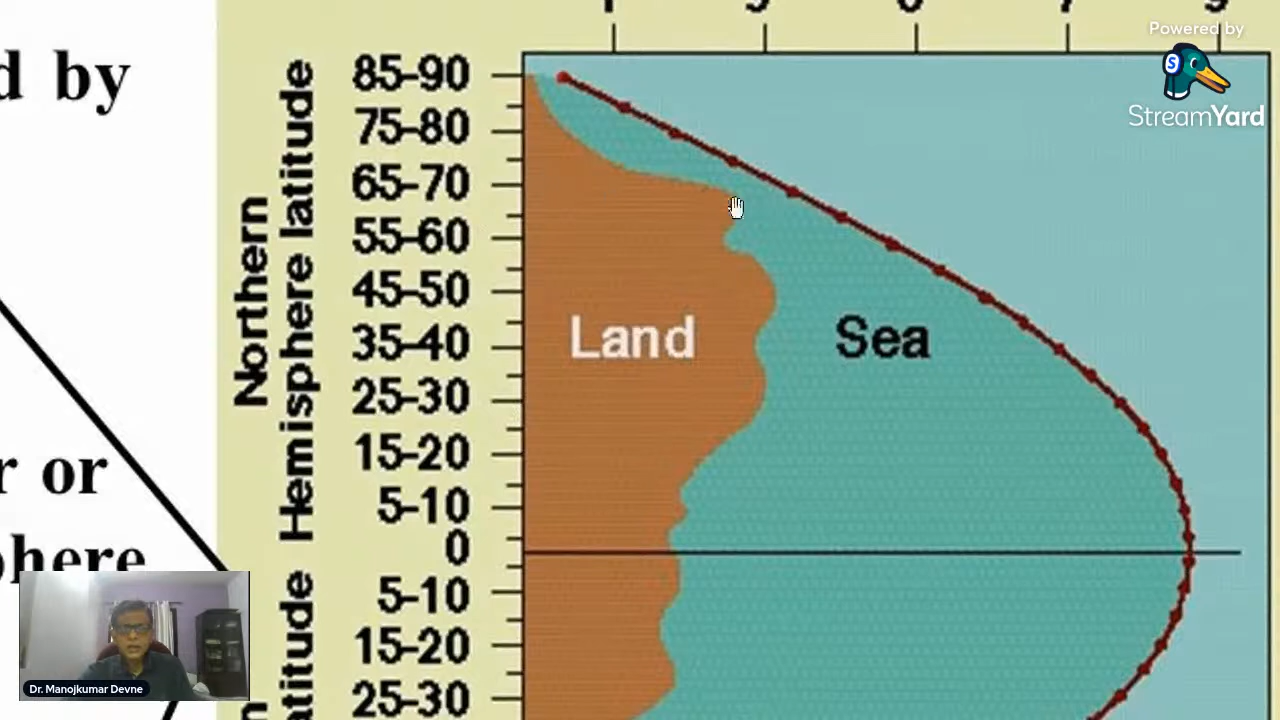 Powered by
StreamYard
d by
r or
phere
Northern
Hemisphere latitude
85-90
75-80
65-70
55-60
45-50
35-40
25-30
15-20
5-10
0
5-10
15-20
25-30
Land
Sea
Dr. Manojkumar Devne